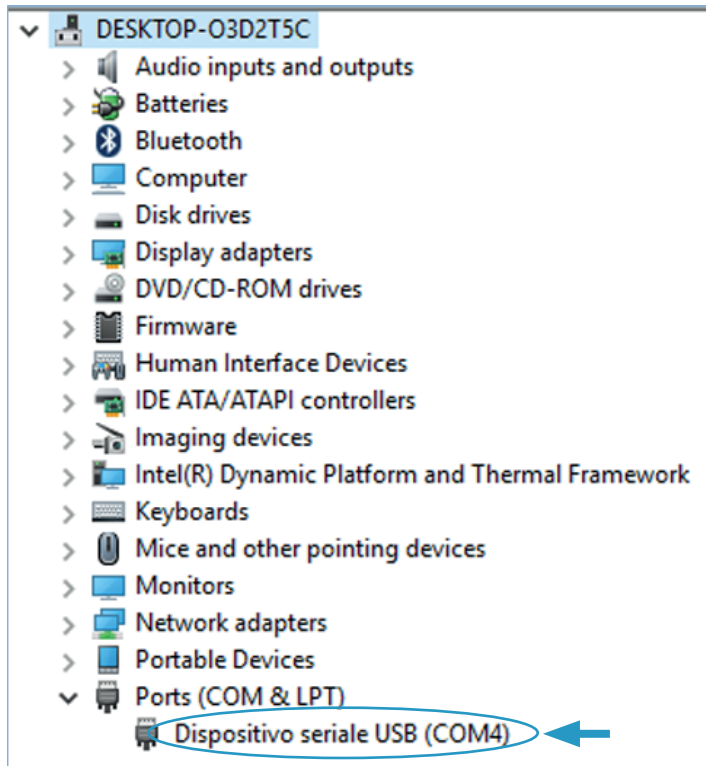 DESKTOP-O3D2T5C
Audio inputs and outputs
Batteries
Bluetooth
Computer
Disk drives
Display adapters
DVD/CD-ROM drives
Firmware
Human Interface Devices
IDE ATA/ATAPI controllers
Imaging devices
Intel(R) Dynamic Platform and Thermal Framework
Keyboards
Mice and other pointing devices
Monitors
Network adapters
Portable Devices
Ports (COM & LPT)
Dispositivo seriale USB (COM4)